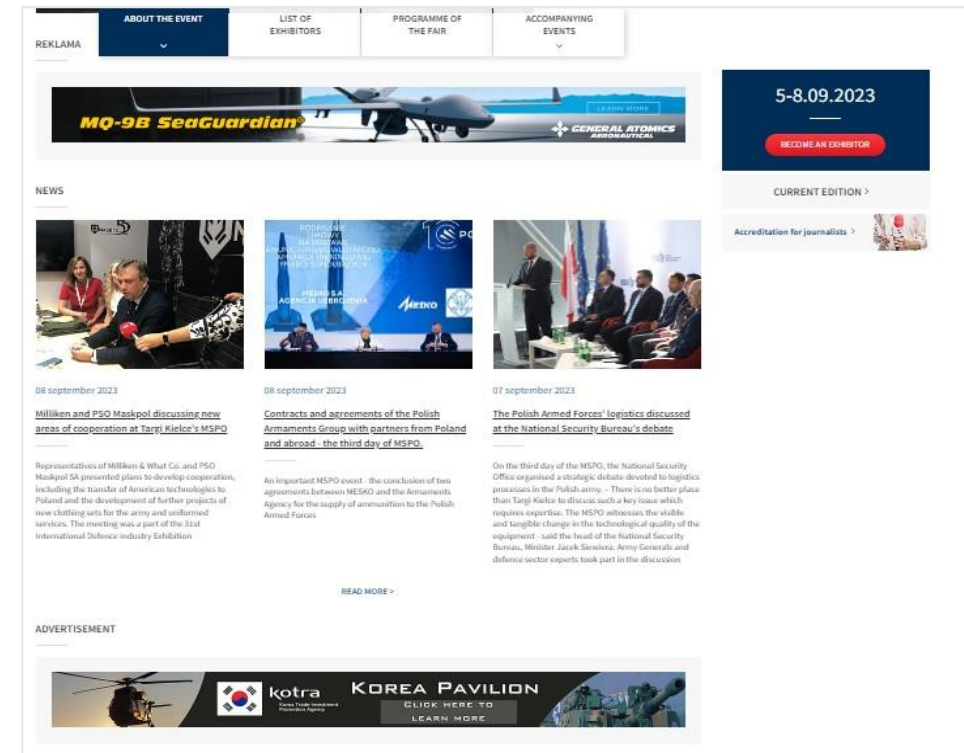 ABOUT THE EVENT
LIST OF
EXHIBITORS
PROGRAMME OF
THE FAIR
ACCOMPANYING
EVENTS
REKLAMA
MQ-9B SeaGuardian®
LEARN MORE
GENERAL ATOMICS
AERONAUTICAL
5-8.09.2023
BECOME AN EXHIBITOR
CURRENT EDITION >
Accreditation for journalists >
NEWS
PODPISANIE
UMOWY
NA DOSTAWĘ
MESKO S.A.
AGENCJA UZBROJENIA
MESKO
08 september 2023
Milliken and PSO Maskpol discussing new
areas of cooperation at Targi Kielce's MSPO
Representatives of Milliken & What Co. and PSO
Maskpol SA presented plans to develop cooperation,
including the transfer of American technologies to
Poland and the development of further projects of
new clothing sets for the army and uniformed
services. The meeting was a part of the 31st
International Defence Industry Exhibition
08 september 2023
Contracts and agreements of the Polish
Armaments Group with partners from Poland
and abroad - the third day of MSPO.
An important MSPO event - the conclusion of two
agreements between MESKO and the Armaments
Agency for the supply of ammunition to the Polish
Armed Forces
07 september 2023
The Polish Armed Forces' logistics discussed
at the National Security Bureau's debate
On the third day of the MSPO, the National Security
Office organised a strategic debate devoted to logistics
processes in the Polish army. – There is no better place
than Targi Kielce to discuss such a key issue which
requires expertise. The MSPO witnesses the visible
and tangible change in the technological quality of the
equipment - said the head of the National Security
Bureau, Minister Jacek Siewiera. Army Generals and
defence sector experts took part in the discussion
READ MORE >
ADVERTISEMENT
kotra
Korea Trade-Investment
Promotion Agency
KOREA PAVILION
CLICK HERE TO
LEARN MORE